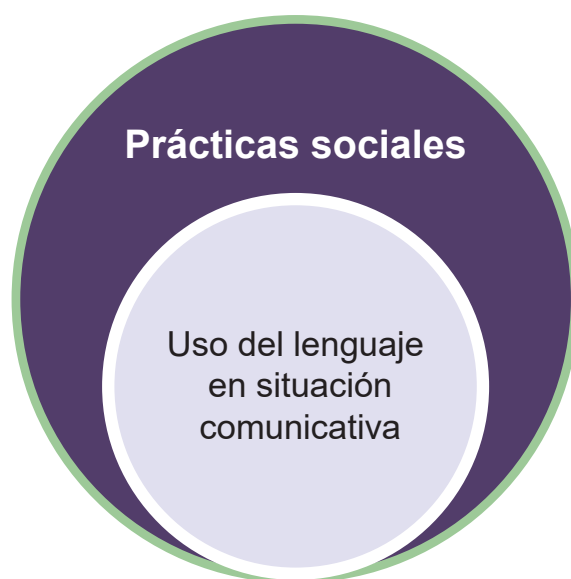 Prácticas sociales
Uso del lenguaje
en situación
comunicativa